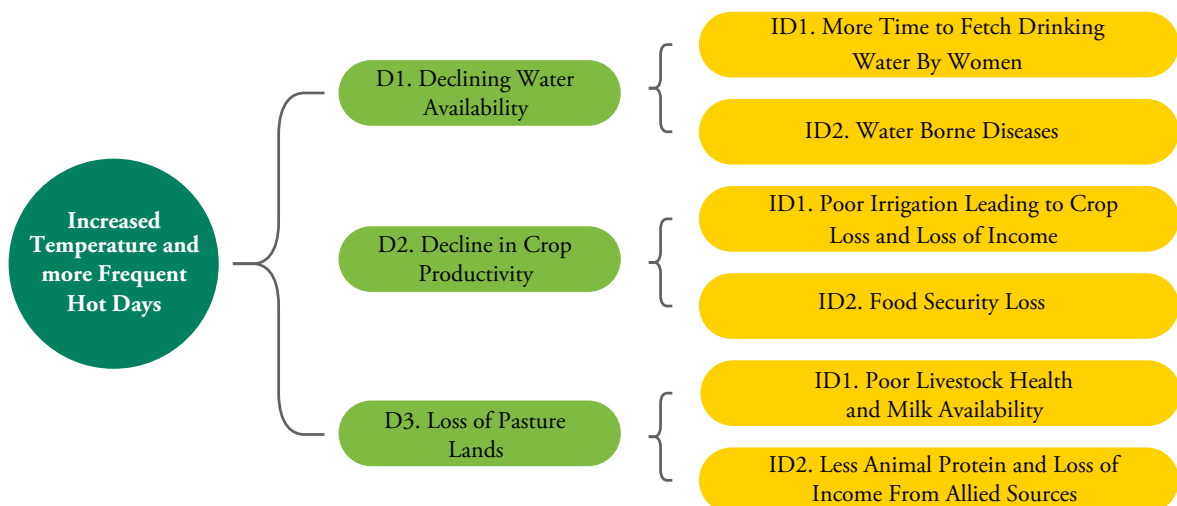 Increased
Temperature and
more Frequent
Hot Days
D1. Declining Water
Availability
ID1. More Time to Fetch Drinking
Water By Women
ID2. Water Borne Diseases
D2. Decline in Crop
Productivity
ID1. Poor Irrigation Leading to Crop
Loss and Loss of Income
ID2. Food Security Loss
D3. Loss of Pasture
Lands
ID1. Poor Livestock Health
and Milk Availability
ID2. Less Animal Protein and Loss of
Income From Allied Sources